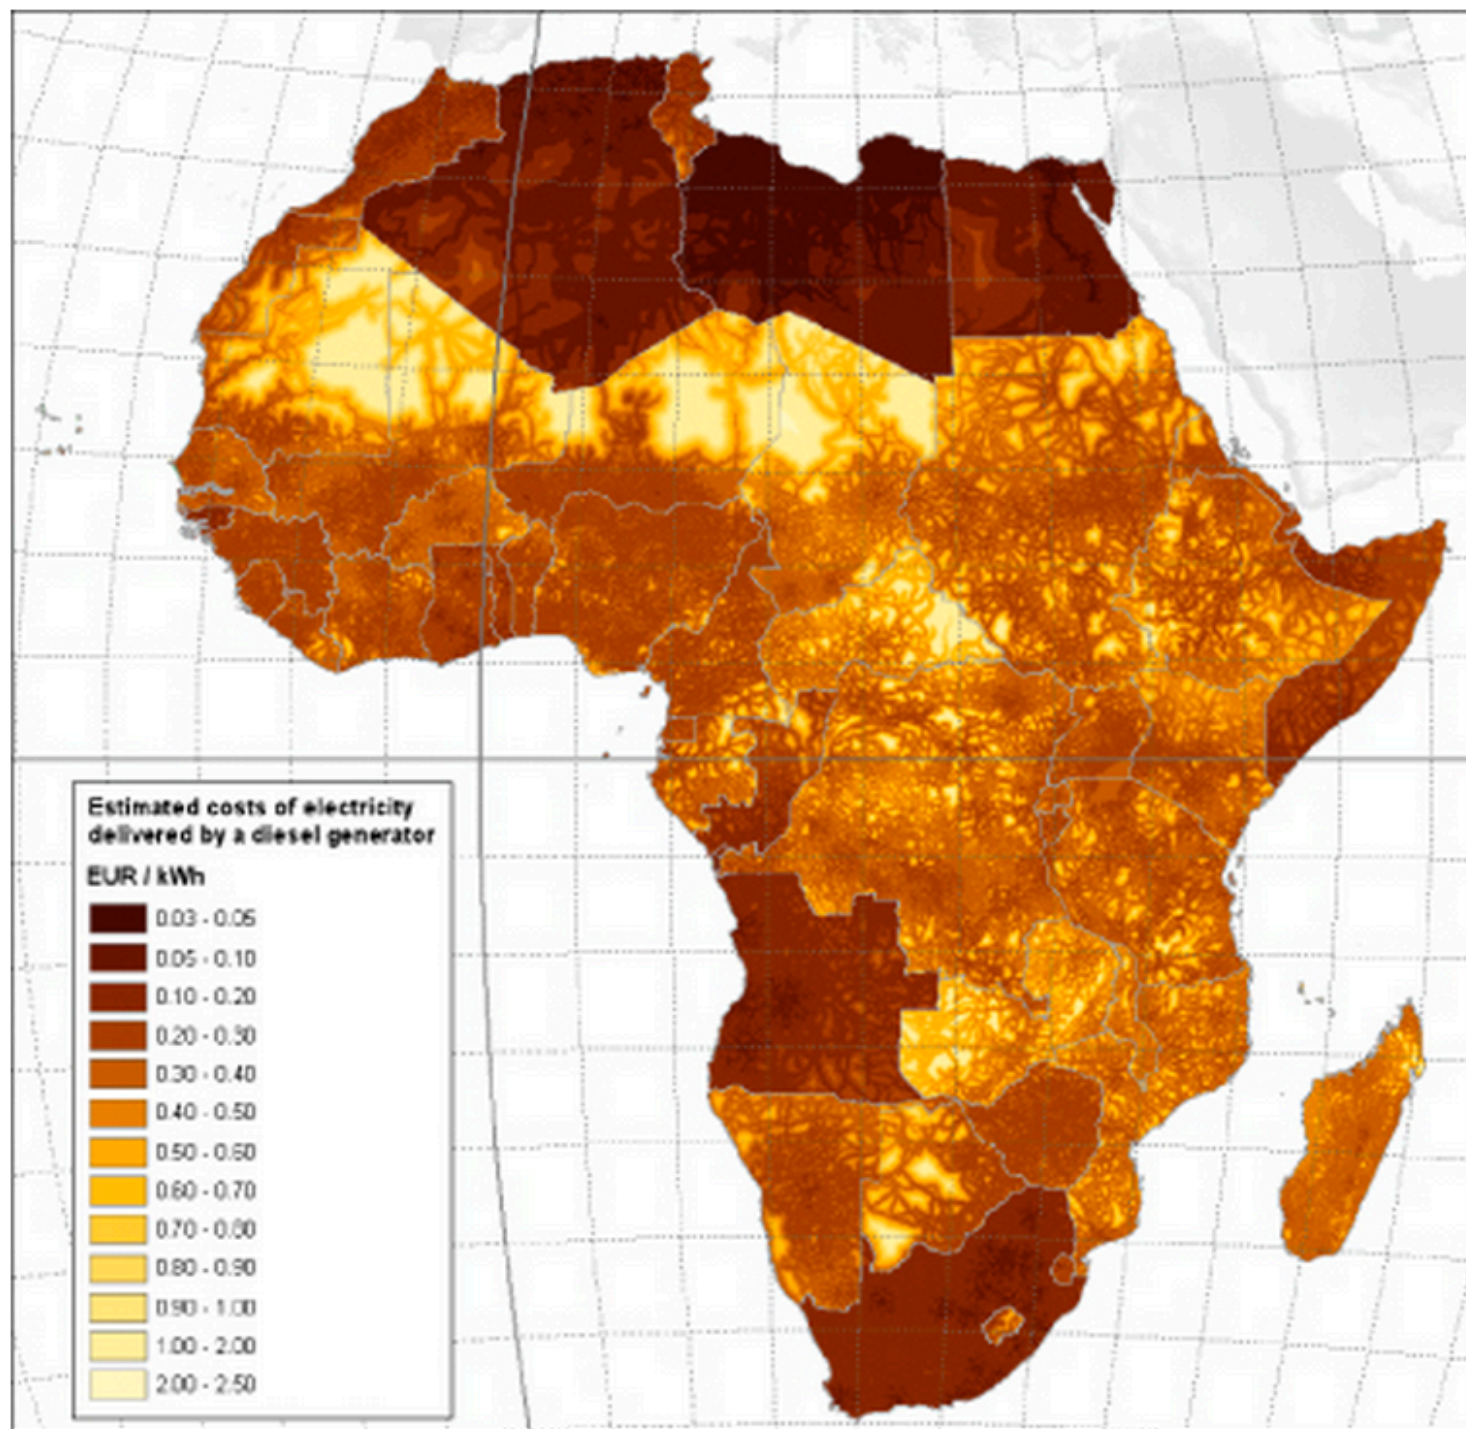 Estimated costs of electricity
delivered by a diesel generator
EUR / kWh
0.03 - 0.05
0.05 - 0.10
0.10 - 0.20
0.20 - 0.30
0.30 - 0.40
0.40 - 0.50
0.50 - 0.60
0.60 - 0.70
0.70 - 0.80
0.80 - 0.90
0.90 - 1.00
1.00 - 2.00
2.00 - 2.50